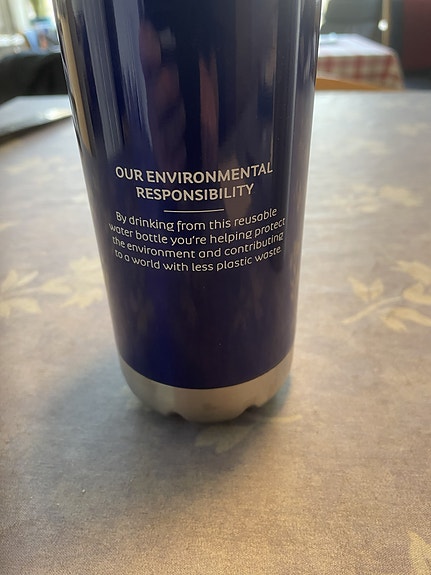 OUR ENVIRONMENTAL
RESPONSIBILITY
By drinking from this reusable
water bottle you're helping protect
the environment and contributing
to a world with less plastic waste.